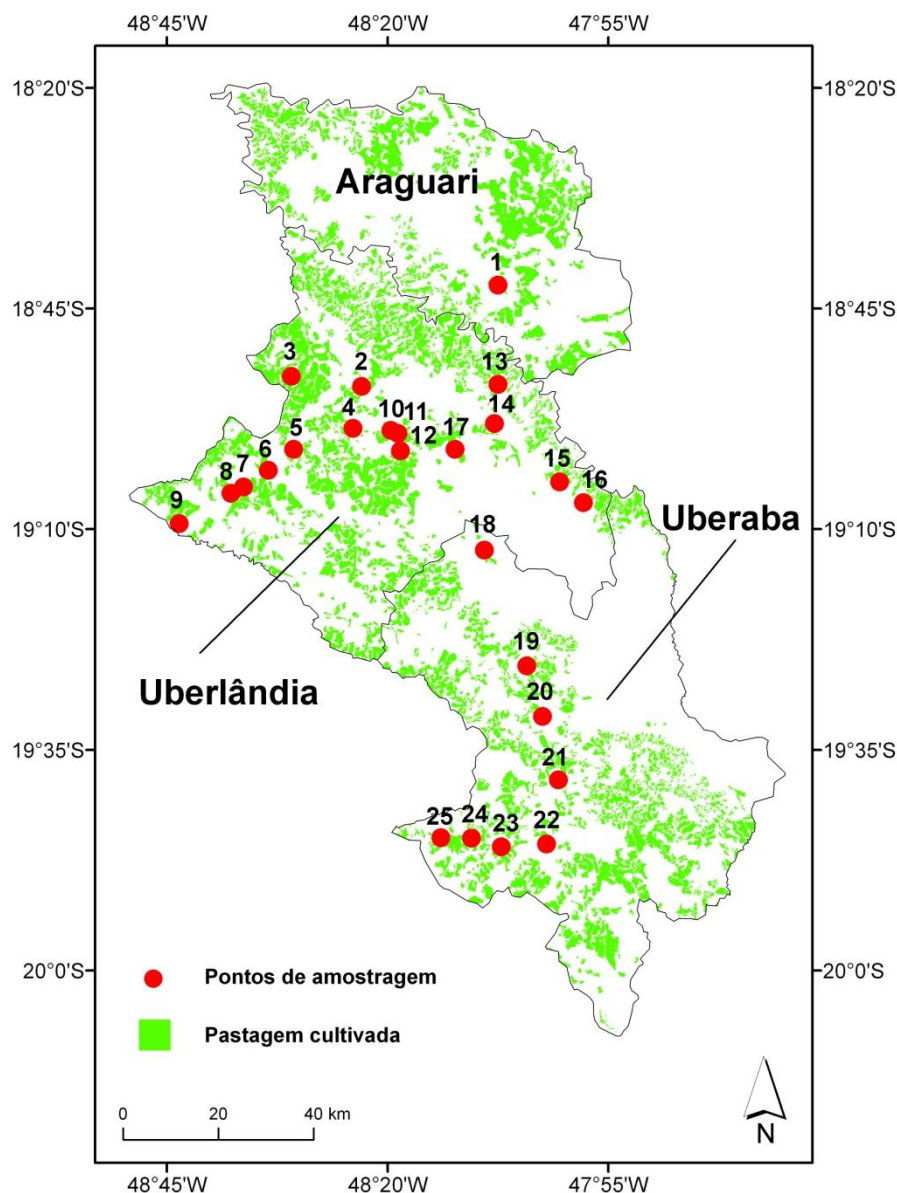 48°45'W 48°20'W 47°55'W
18°20'S 18°20'S
Araguari
1
18°45'S 18°45'S
3 2 13
4 10 11 14
5 12 17
6 15
8 7 16
9
19°10'S 18 Uberaba 19°10'S
19
Uberlândia 20
19°35'S 19°35'S
21
25 24 23 22
20°0'S 20°0'S
Pontos de amostragem
Pastagem cultivada
0 20 40 km
N
48°45'W 48°20'W 47°55'W